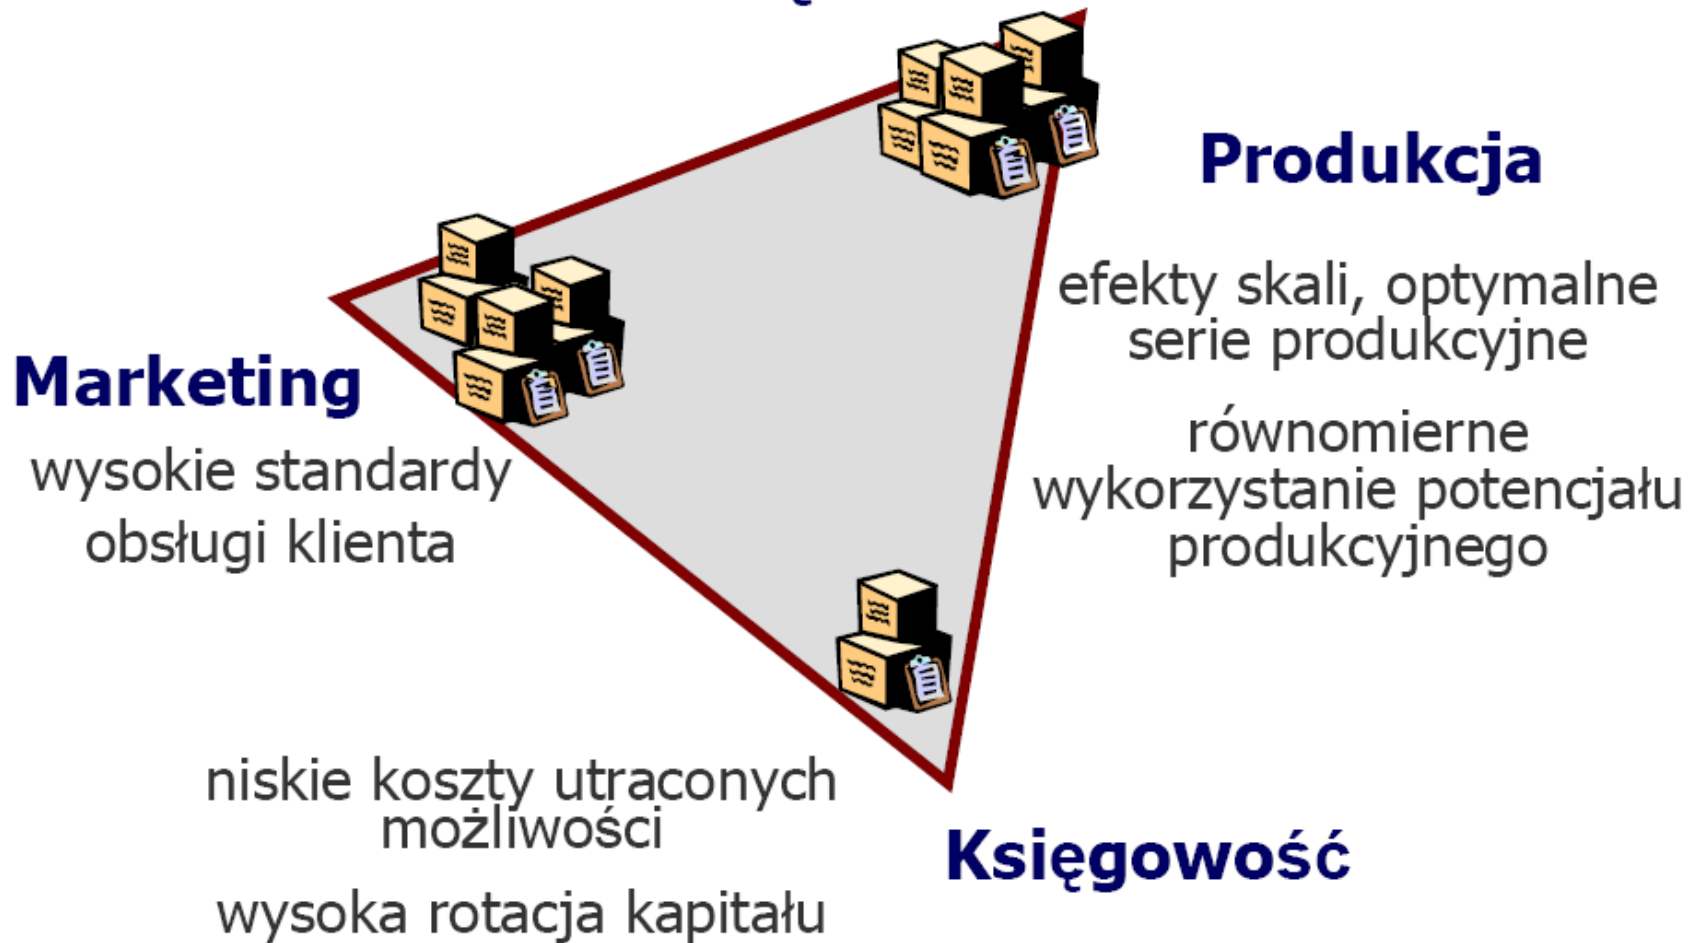 Produkcja
efekty skali, optymalne
serie produkcyjne
równomierne
wykorzystanie potencjału
produkcyjnego
Marketing
wysokie standardy
obsługi klienta
niskie koszty utraconych
możliwości
wysoka rotacja kapitału
Księgowość